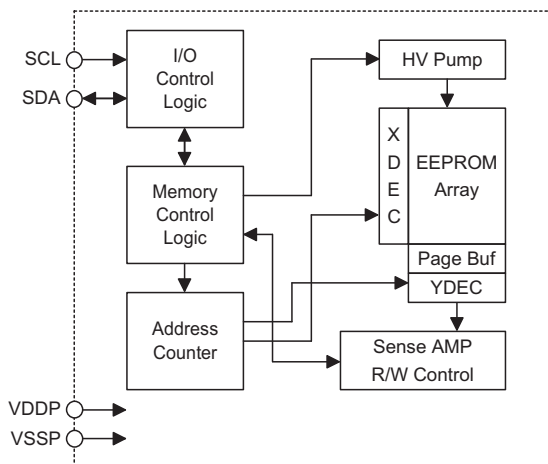 SCL
SDA
I/O
Control
Logic
HV Pump
X
D
E
C
EEPROM
Array
Memory
Control
Logic
Page Buf
YDEC
Address
Counter
Sense AMP
R/W Control
VDDP
VSSP